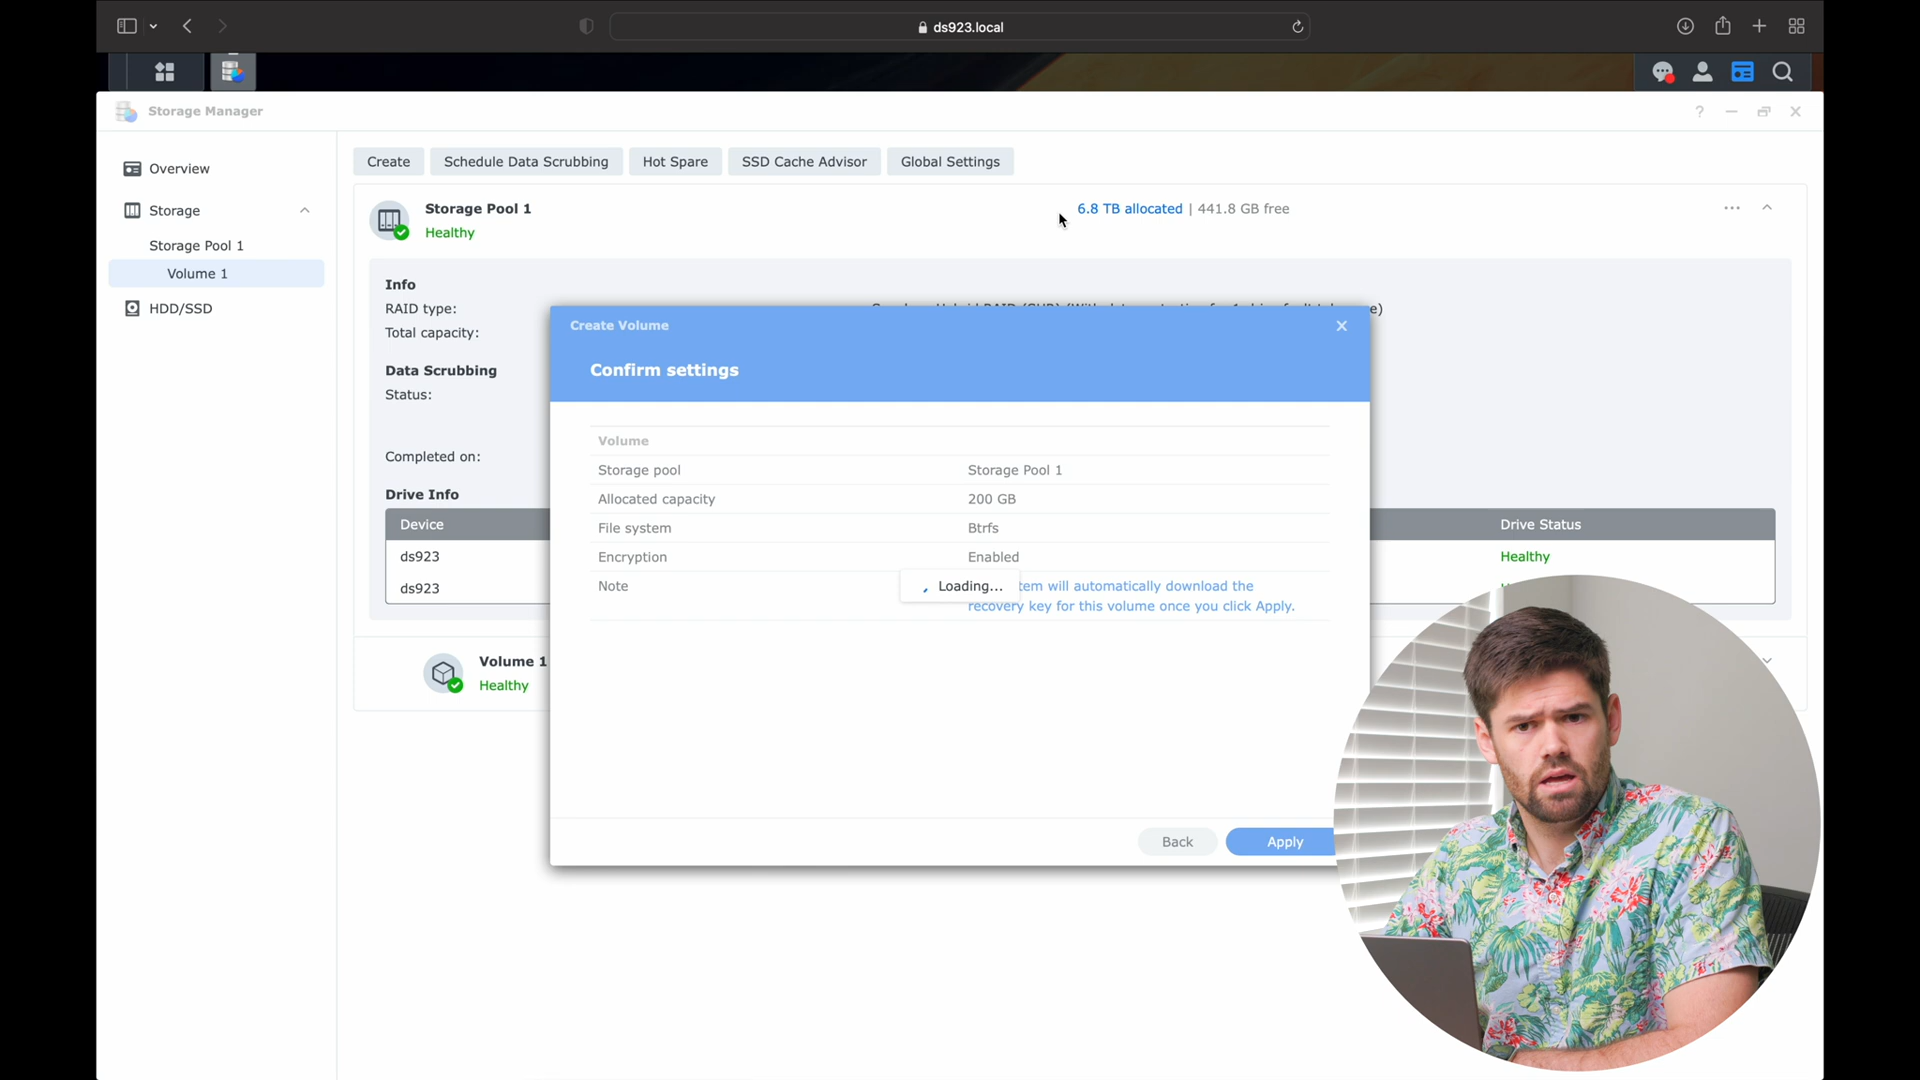 ds923.local
Storage Manager
?
Overview
Storage
Storage Pool 1
Volume 1
HDD/SSD
Create
Schedule Data Scrubbing
Hot Spare
SSD Cache Advisor
Global Settings
Storage Pool 1
6.8 TB allocated | 441.8 GB free
Healthy
Info
RAID type:
Total capacity:
Data Scrubbing
Status:
Completed on:
Drive Info
Device
Drive Status
ds923
Healthy
ds923
Volume 1
Healthy
Create Volume
Confirm settings
Volume
Storage pool
Storage Pool 1
Allocated capacity
200 GB
File system
Btrfs
Encryption
Enabled
Note
Loading...
tem will automatically download the
recovery key for this volume once you click Apply.
Back
Apply